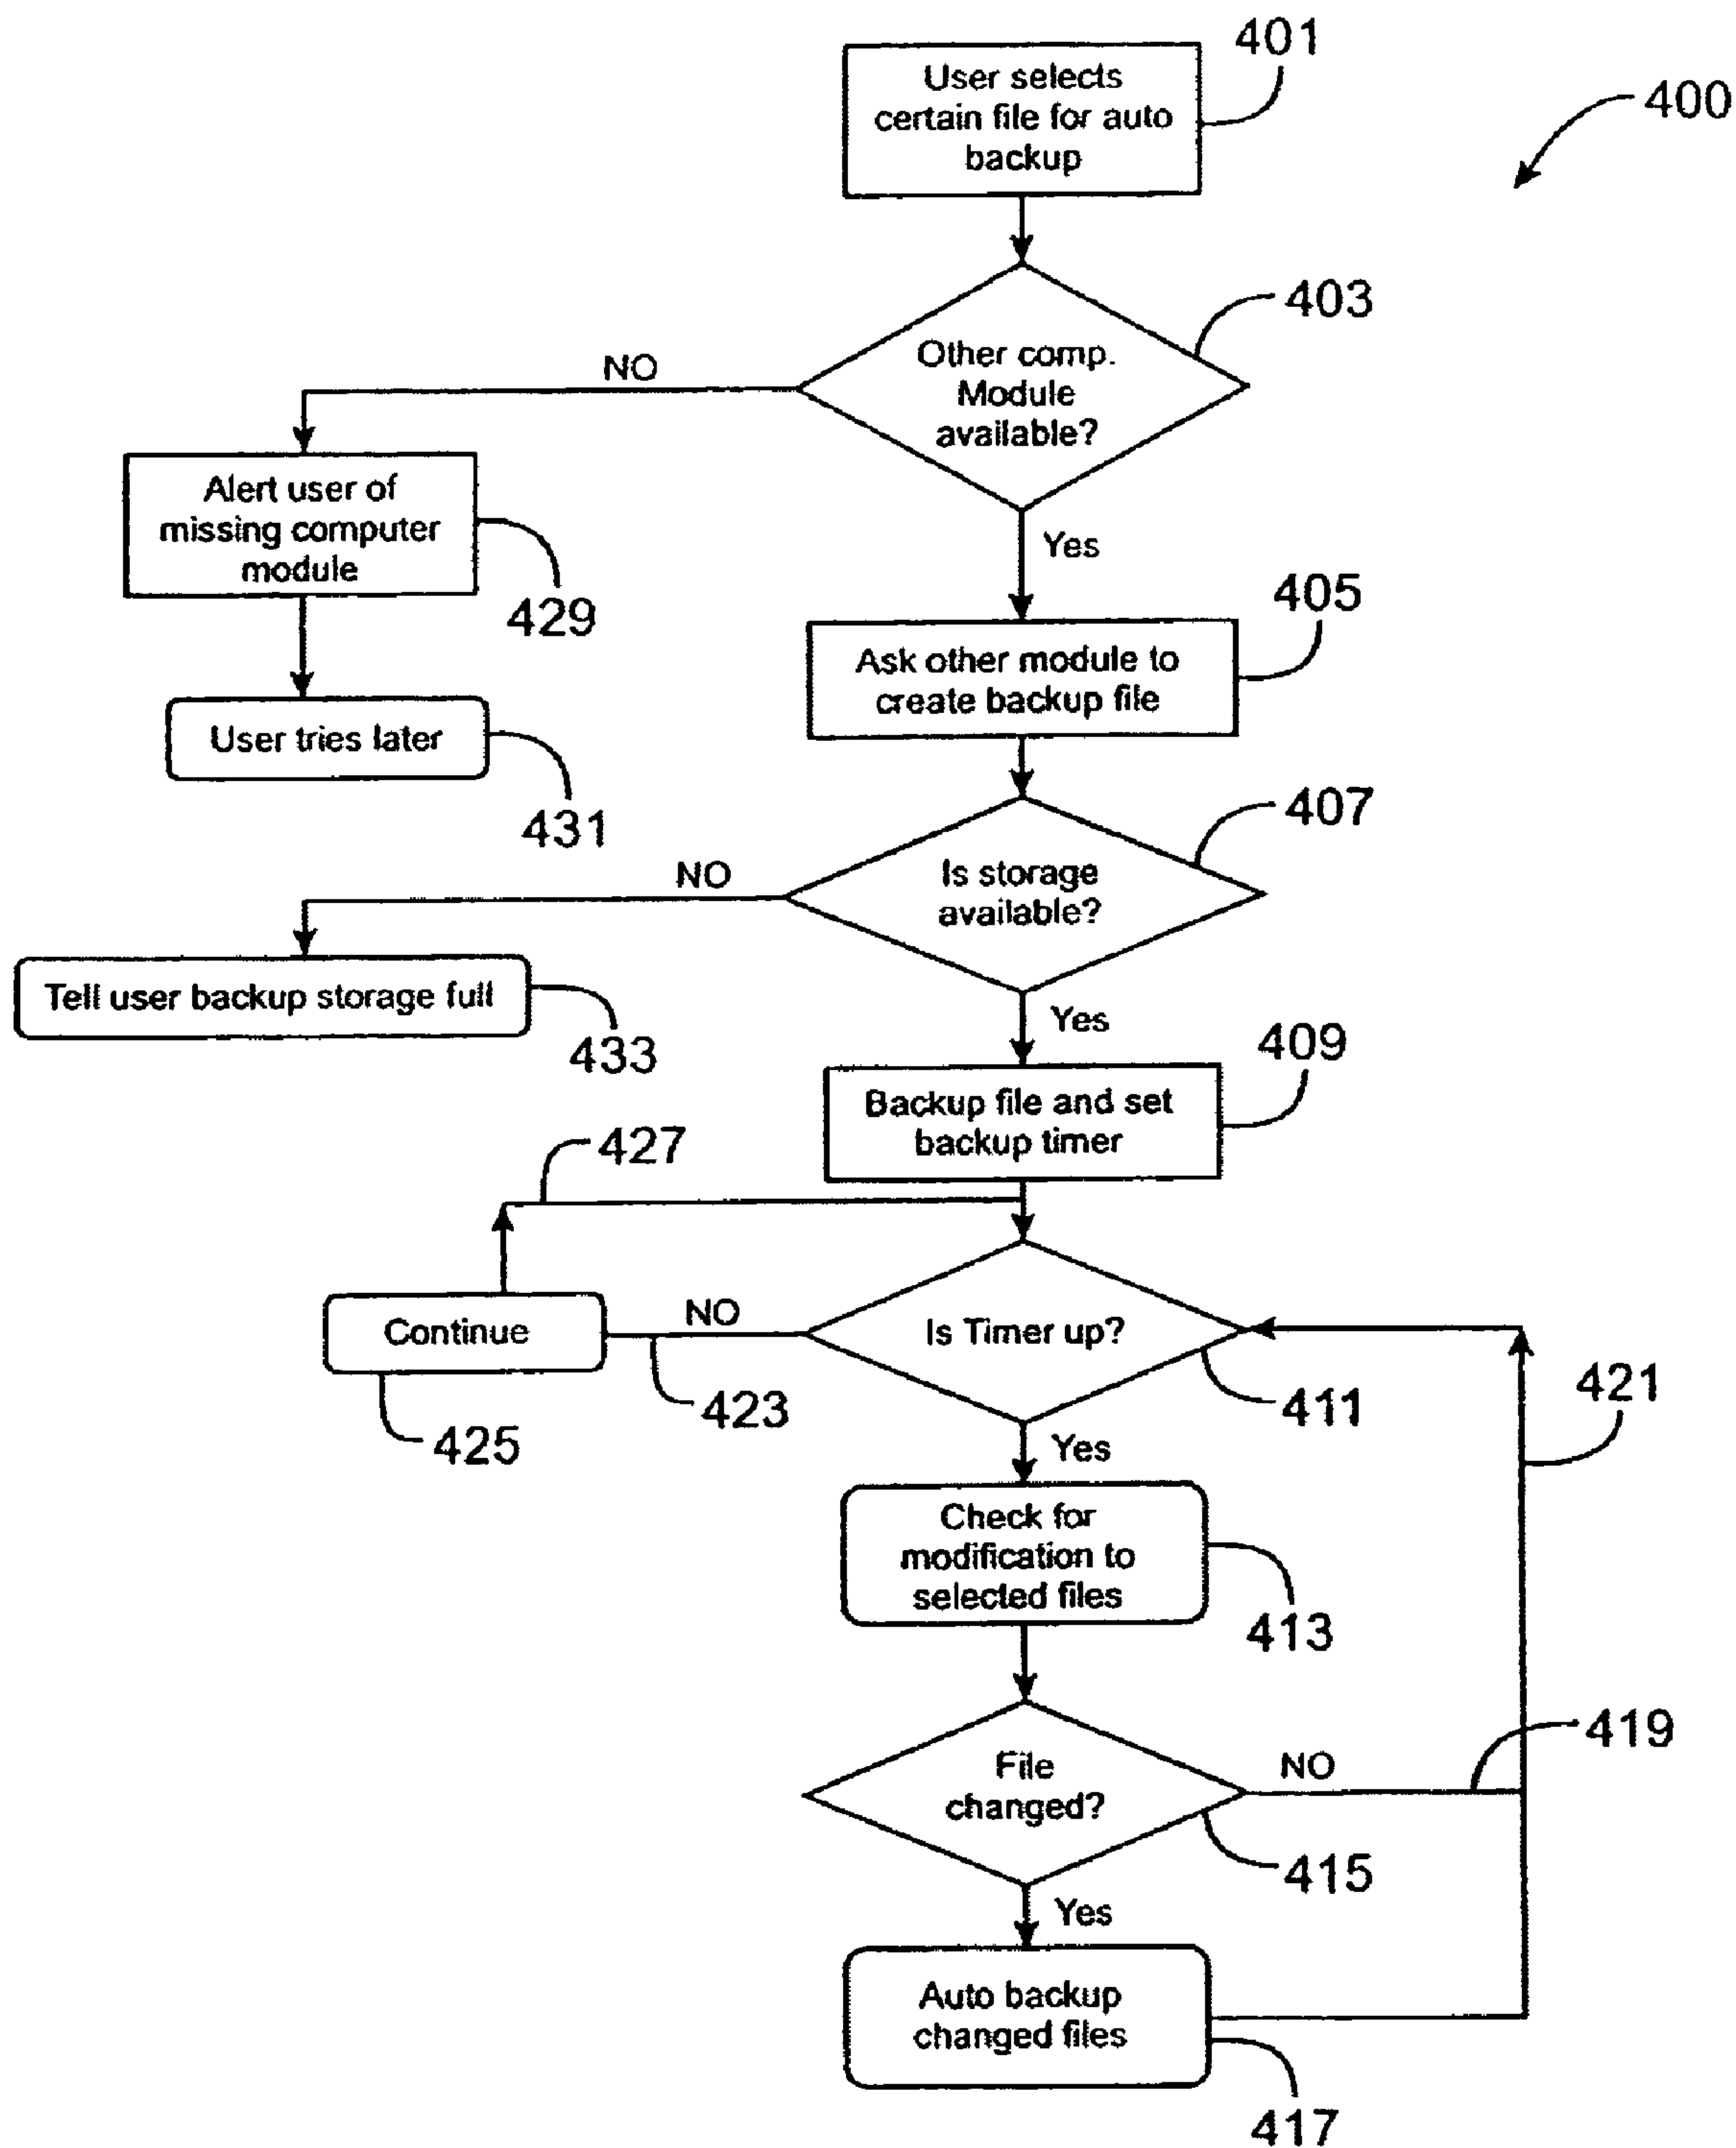 401
User selects
certain file for auto
backup
400
403
Other comp.
Module
available?
NO
Yes
Alert user of
missing computer
module
429
405
Ask other module to
create backup file
User tries later
431
407
Is storage
available?
NO
Yes
Tell user backup storage full
433
409
Backup file and set
backup timer
427
Is Timer up?
NO
Continue
423
425
411
421
Yes
Check for
modification to
selected files
413
419
File
changed?
NO
415
Yes
Auto backup
changed files
417